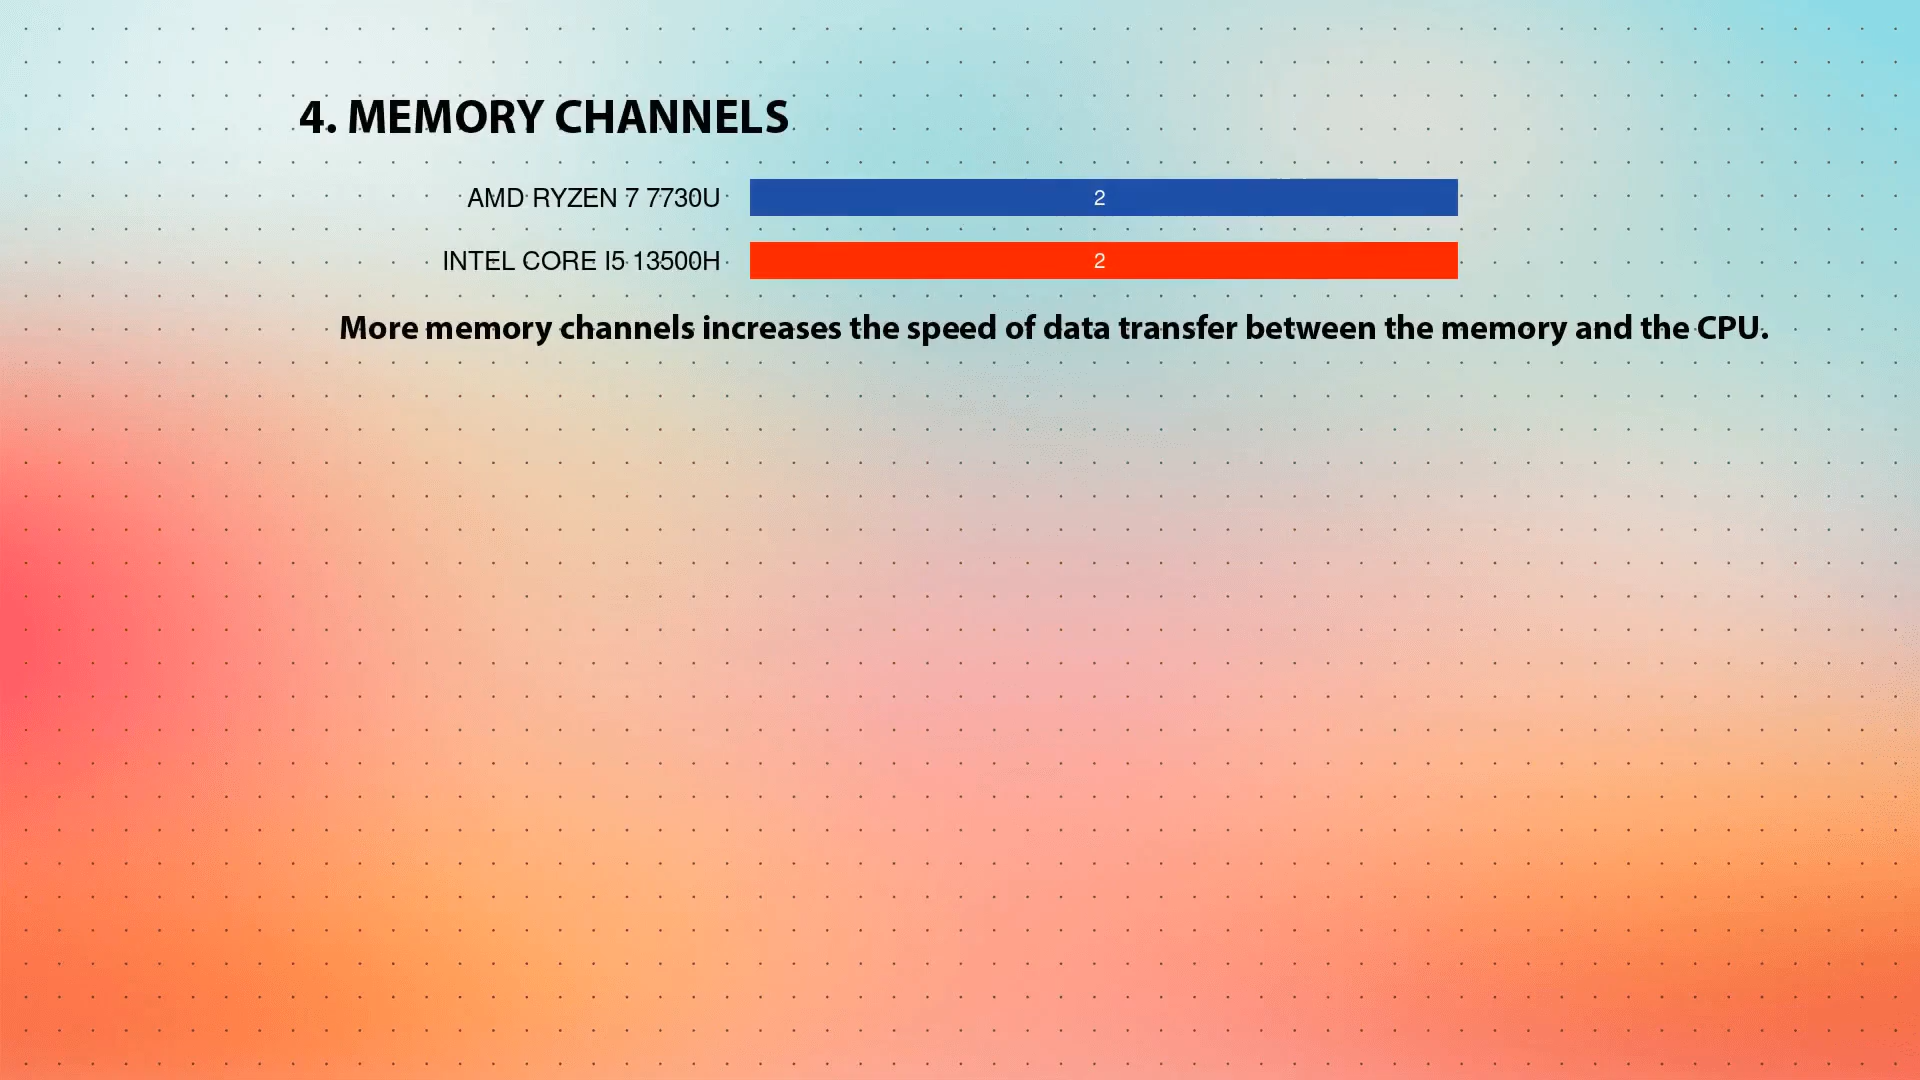 4. MEMORY CHANNELS
AMD RYZEN 7 7730U 2
INTEL CORE I5 13500H 2
More memory channels increases the speed of data transfer between the memory and the CPU.